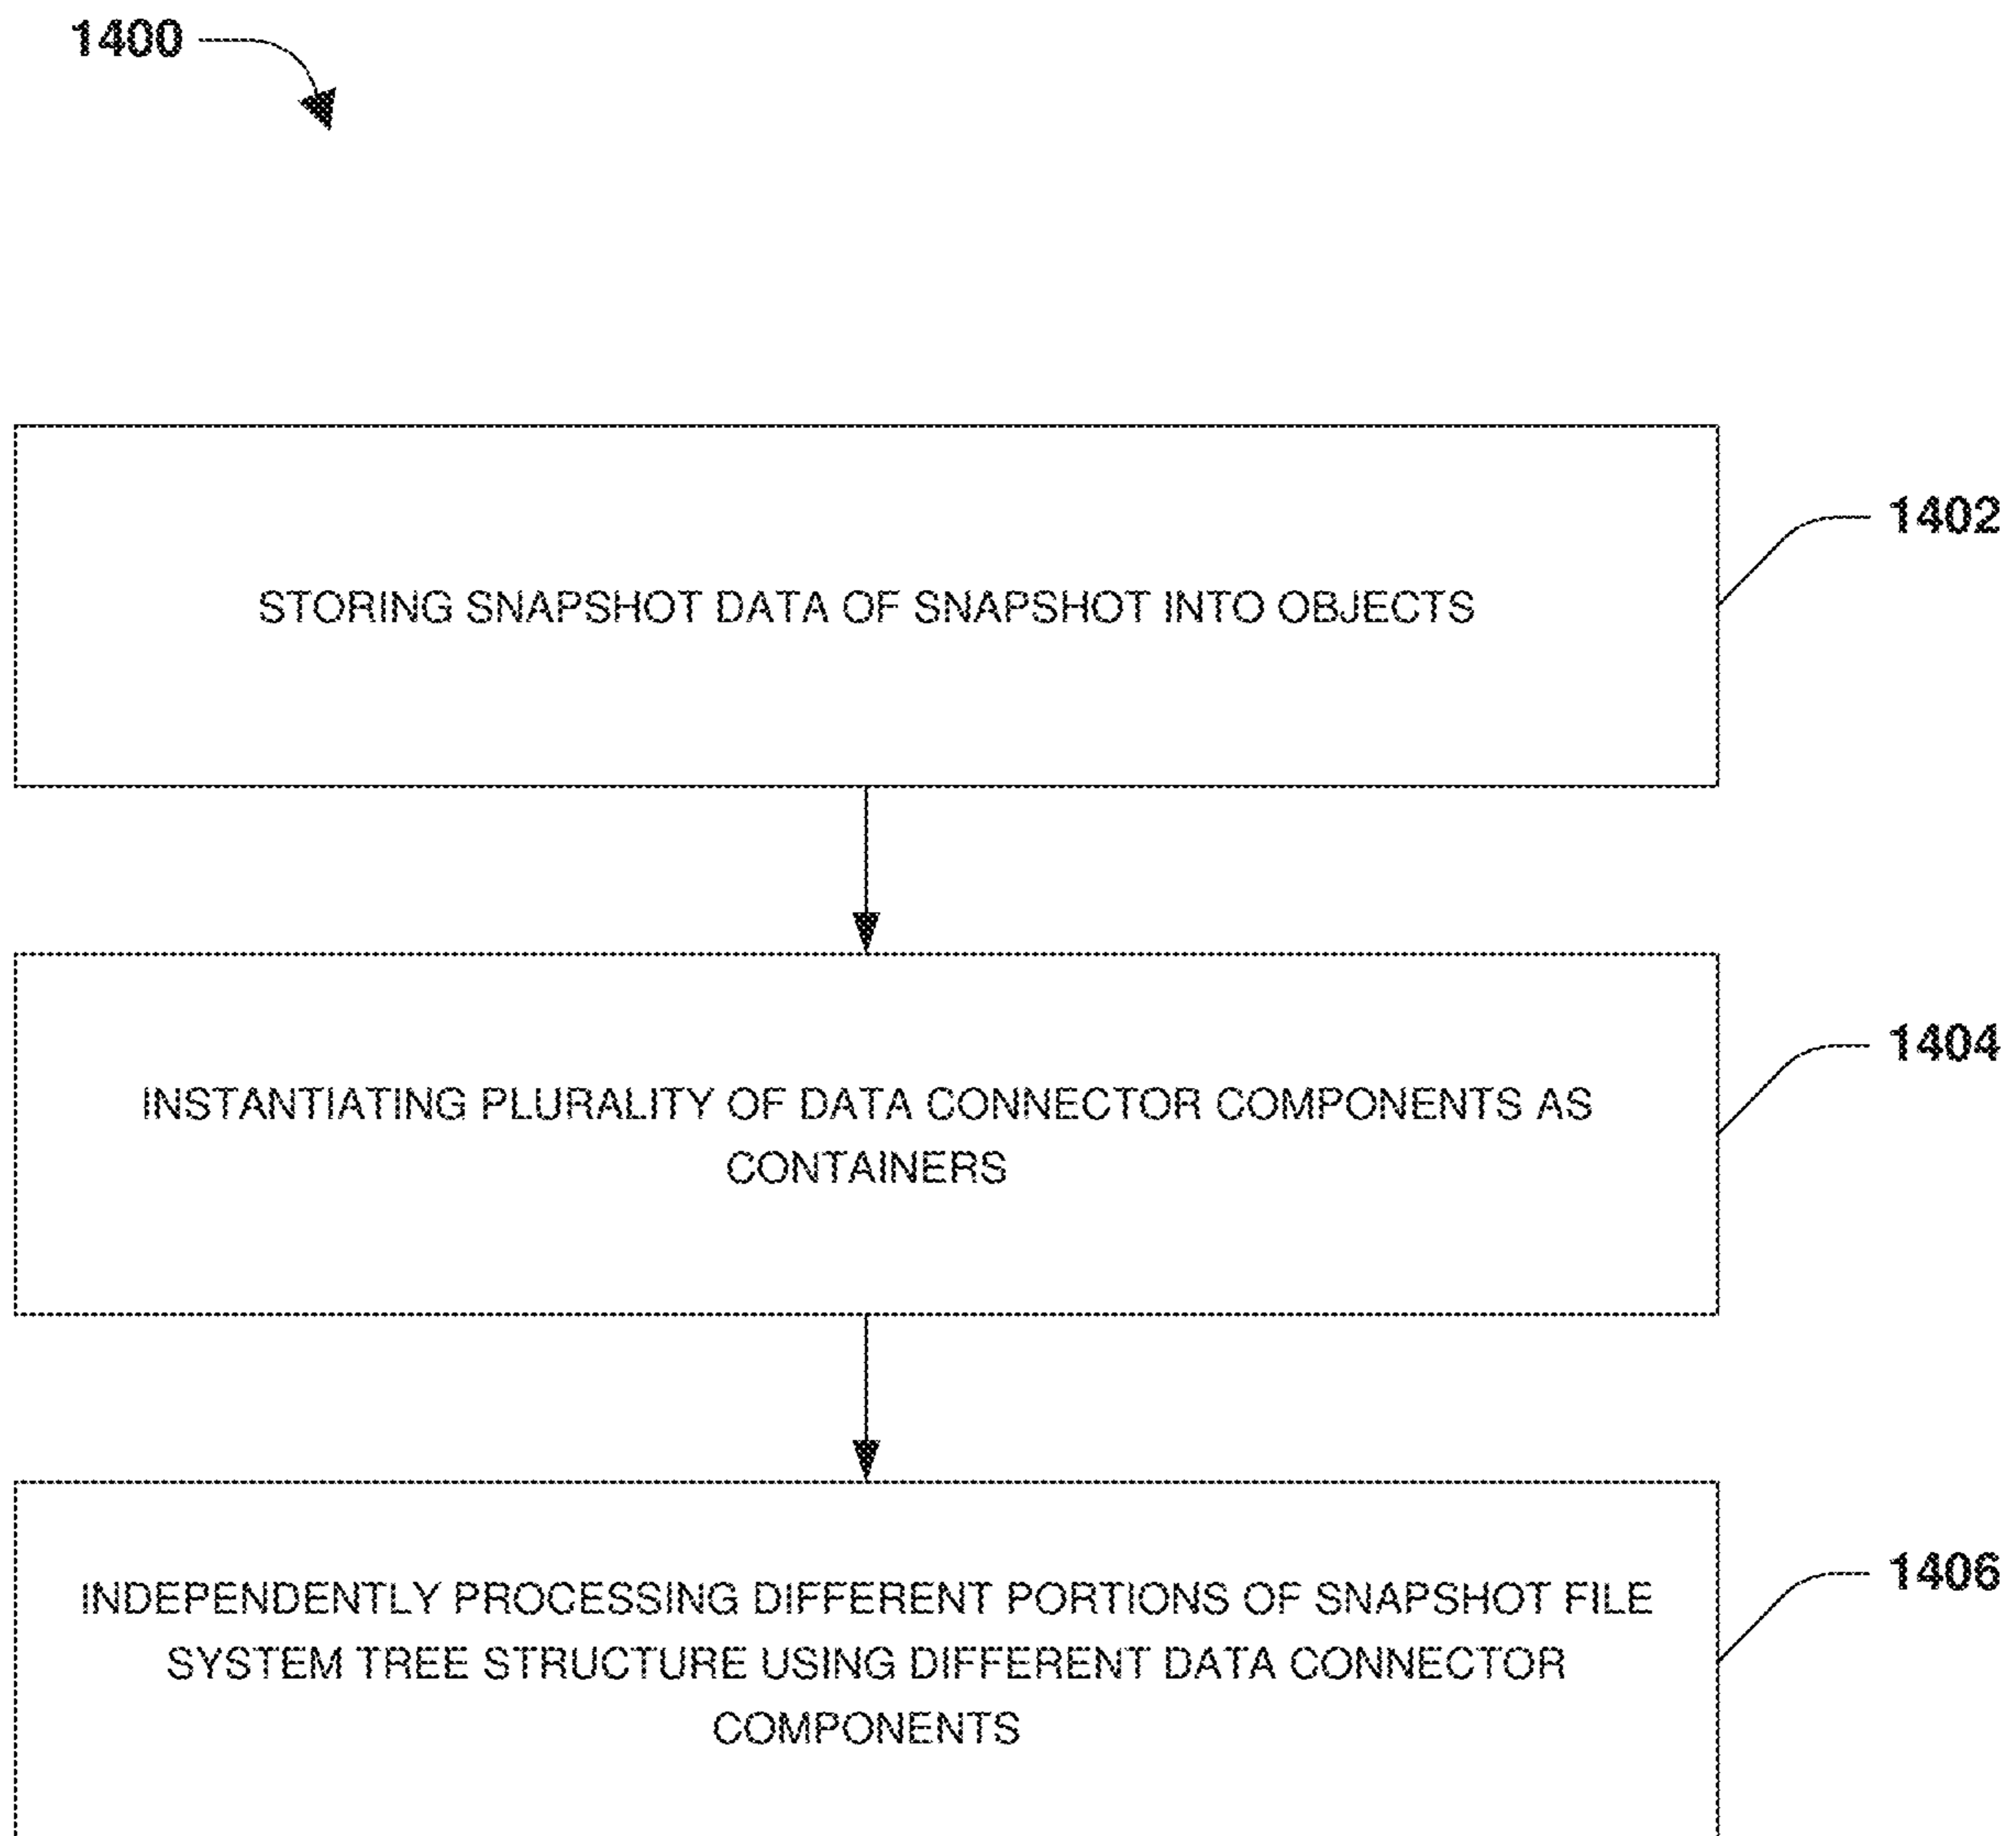 1400
STORING SNAPSHOT DATA OF SNAPSHOT INTO OBJECTS
1402
INSTANTIATING PLURALITY OF DATA CONNECTOR COMPONENTS AS
CONTAINERS
1404
INDEPENDENTLY PROCESSING DIFFERENT PORTIONS OF SNAPSHOT FILE
SYSTEM TREE STRUCTURE USING DIFFERENT DATA CONNECTOR
COMPONENTS
1406